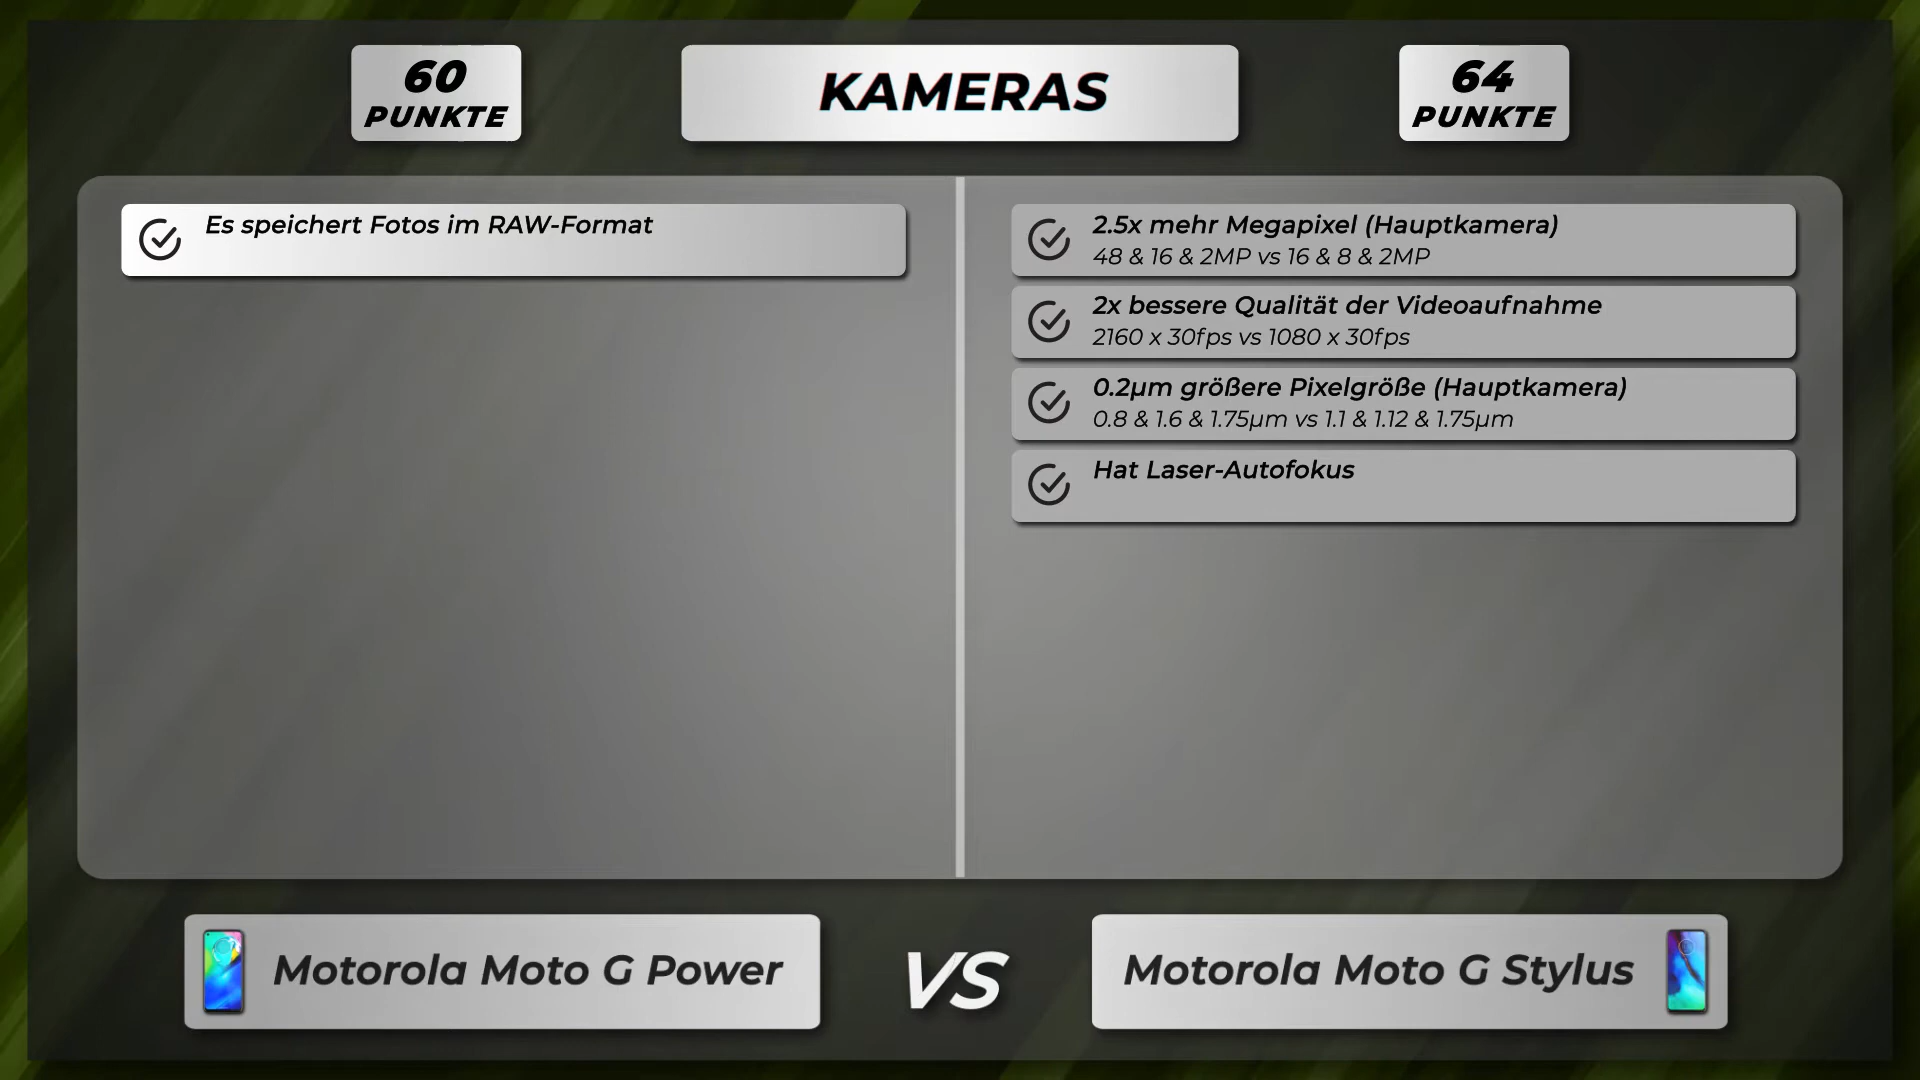 60
PUNKTE
KAMERAS
64
PUNKTE
Es speichert Fotos im RAW-Format
2.5x mehr Megapixel (Hauptkamera)
48 & 16 & 2MP vs 16 & 8 & 2MP
2x bessere Qualität der Videoaufnahme
2160 x 30fps vs 1080 x 30fps
0.2µm größere Pixelgröße (Hauptkamera)
0.8 & 1.6 & 1.75µm vs 1.1 & 1.12 & 1.75µm
Hat Laser-Autofokus
Motorola Moto G Power
VS
Motorola Moto G Stylus